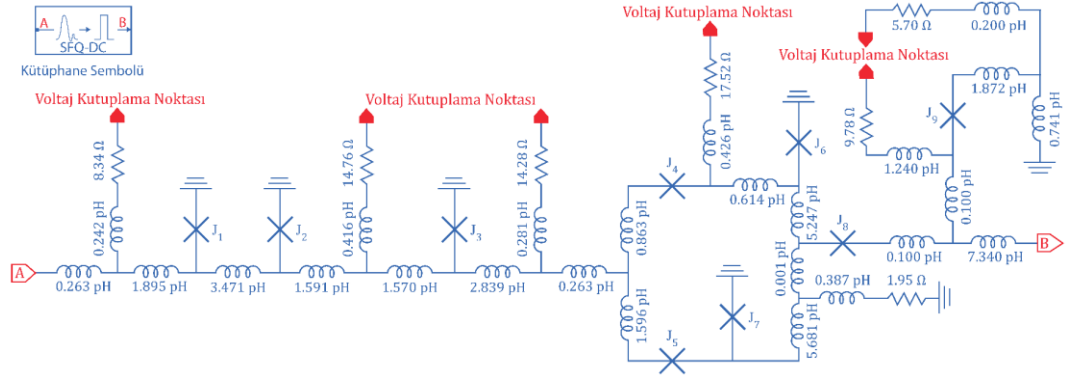 A
B
SFQ-DC
Kütüphane Sembolü
Voltaj Kutuplama Noktası
Voltaj Kutuplama Noktası
Voltaj Kutuplama Noktası
Voltaj Kutuplama Noktası
8.34 Ω
0.242 pH
J1
J2
14.76 Ω
0.416 pH
J3
14.28 Ω
0.281 pH
A
0.263 pH
1.895 pH
3.471 pH
1.591 pH
1.570 pH
2.839 pH
0.263 pH
0.863 pH
1.596 pH
J4
J5
17.52 Ω
0.426 pH
0.614 pH
J6
J7
5.247 pH
0.001 pH
5.681 pH
J8
0.387 pH
1.95 Ω
5.70 Ω
0.200 pH
9.78 Ω
1.872 pH
J9
0.741 pH
1.240 pH
0.100 pH
0.100 pH
7.340 pH
B